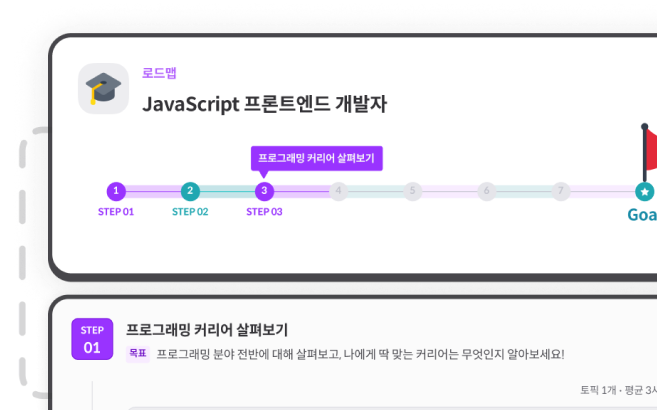 로드맵
JavaScript 프론트엔드 개발자
프로그래밍 커리어 살펴보기
1 2 3 4 5 6 7
STEP 01 STEP 02 STEP 03
Goa
STEP
01
프로그래밍 커리어 살펴보기
목표 프로그래밍 분야 전반에 대해 살펴보고, 나에게 딱 맞는 커리어는 무엇인지 알아보세요!
토픽 1개 · 평균 3시